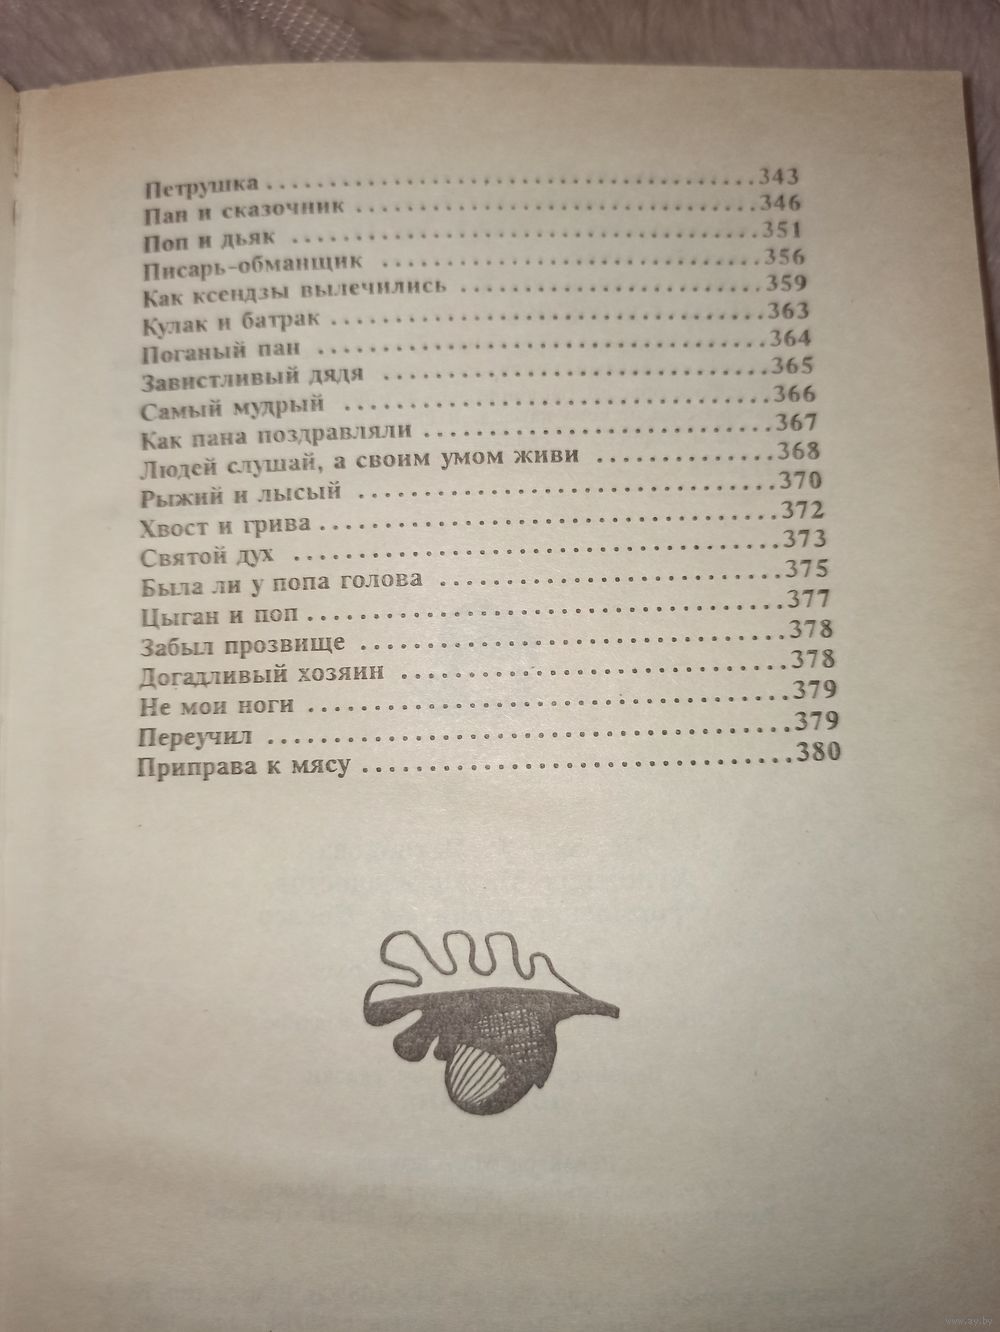 Петрушка......................................343
Пан и сказочник ...............................346
Поп и дьяк ....................................351
Писарь-обманщик ..............................356
Как ксендзы вылечились ........................359
Кулак и батрак .................................363
Поганый пан ...................................364
Завистливый дядя ..............................365
Самый мудрый .................................366
Как пана поздравляли ...........................367
Людей слушай, а своим умом живи ..............368
Рыжий и лысый ................................370
Хвост и грива ...................................372
Святой дух .....................................373
Была ли у попа голова ..........................375
Цыган и поп ....................................377
Забыл прозвище ................................378
Догадливый хозяин .............................378
Не мои ноги ....................................379
Переучил .......................................379
Приправа к мясу ................................380
www.ay.by